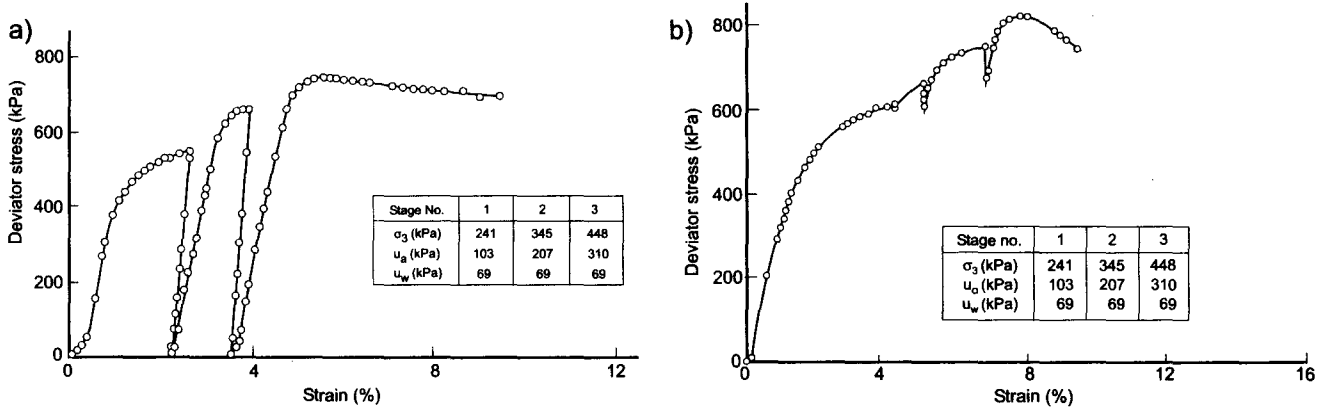 a)
Deviator stress (kPa)
800
600
400
200
0
0
4
8
12
Strain (%)
Stage No. 1 2 3
σ₃ (kPa) 241 345 448
uₐ (kPa) 103 207 310
u_w (kPa) 69 69 69
b)
Deviator stress (kPa)
800
600
400
800
200
0
0
4
8
12
16
Strain (%)
Stage no. 1 2 3
σ₃ (kPa) 241 345 448
uₐ (kPa) 103 207 310
u_w (kPa) 69 69 69